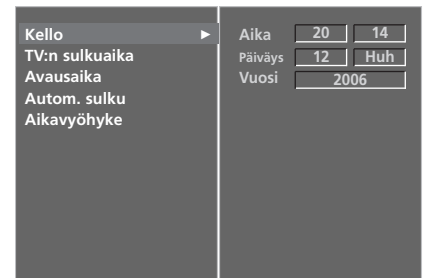 Kello ►
TV:n sulkuaika
Avausaika
Autom. sulku
Aikavyöhyke
Aika 20 14
Päiväys 12 Huh
Vuosi 2006